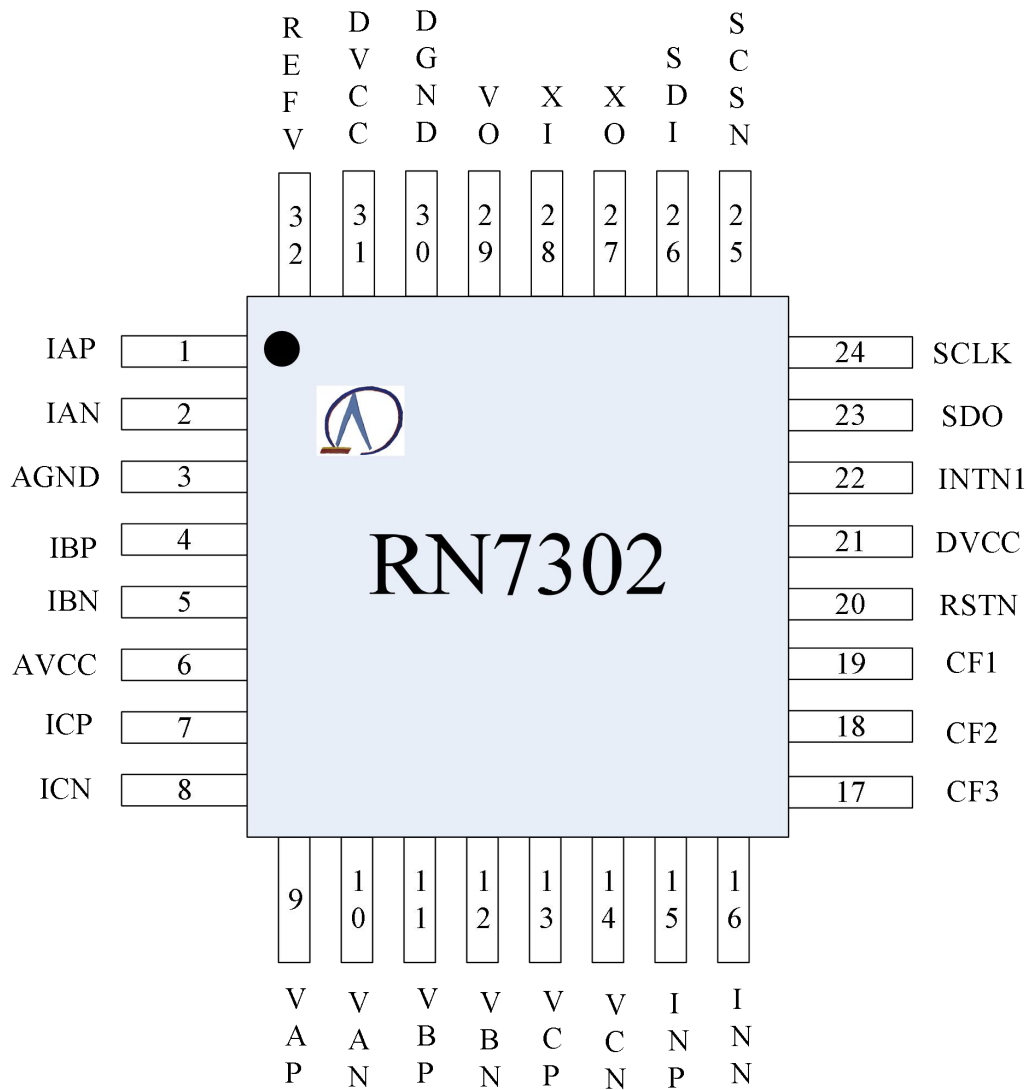 REFV
DVCC
DGND
VO
XI
XO
SDI
SCSN
32
31
30
29
28
27
26
25
IAP 1
IAN 2
AGND 3
IBP 4
IBN 5
AVCC 6
ICP 7
ICN 8
RN7302
24 SCLK
23 SDO
22 INTN1
21 DVCC
20 RSTN
19 CF1
18 CF2
17 CF3
9
10
11
12
13
14
15
16
VAP
VAN
VBP
VBN
VCP
VCN
INP
INN